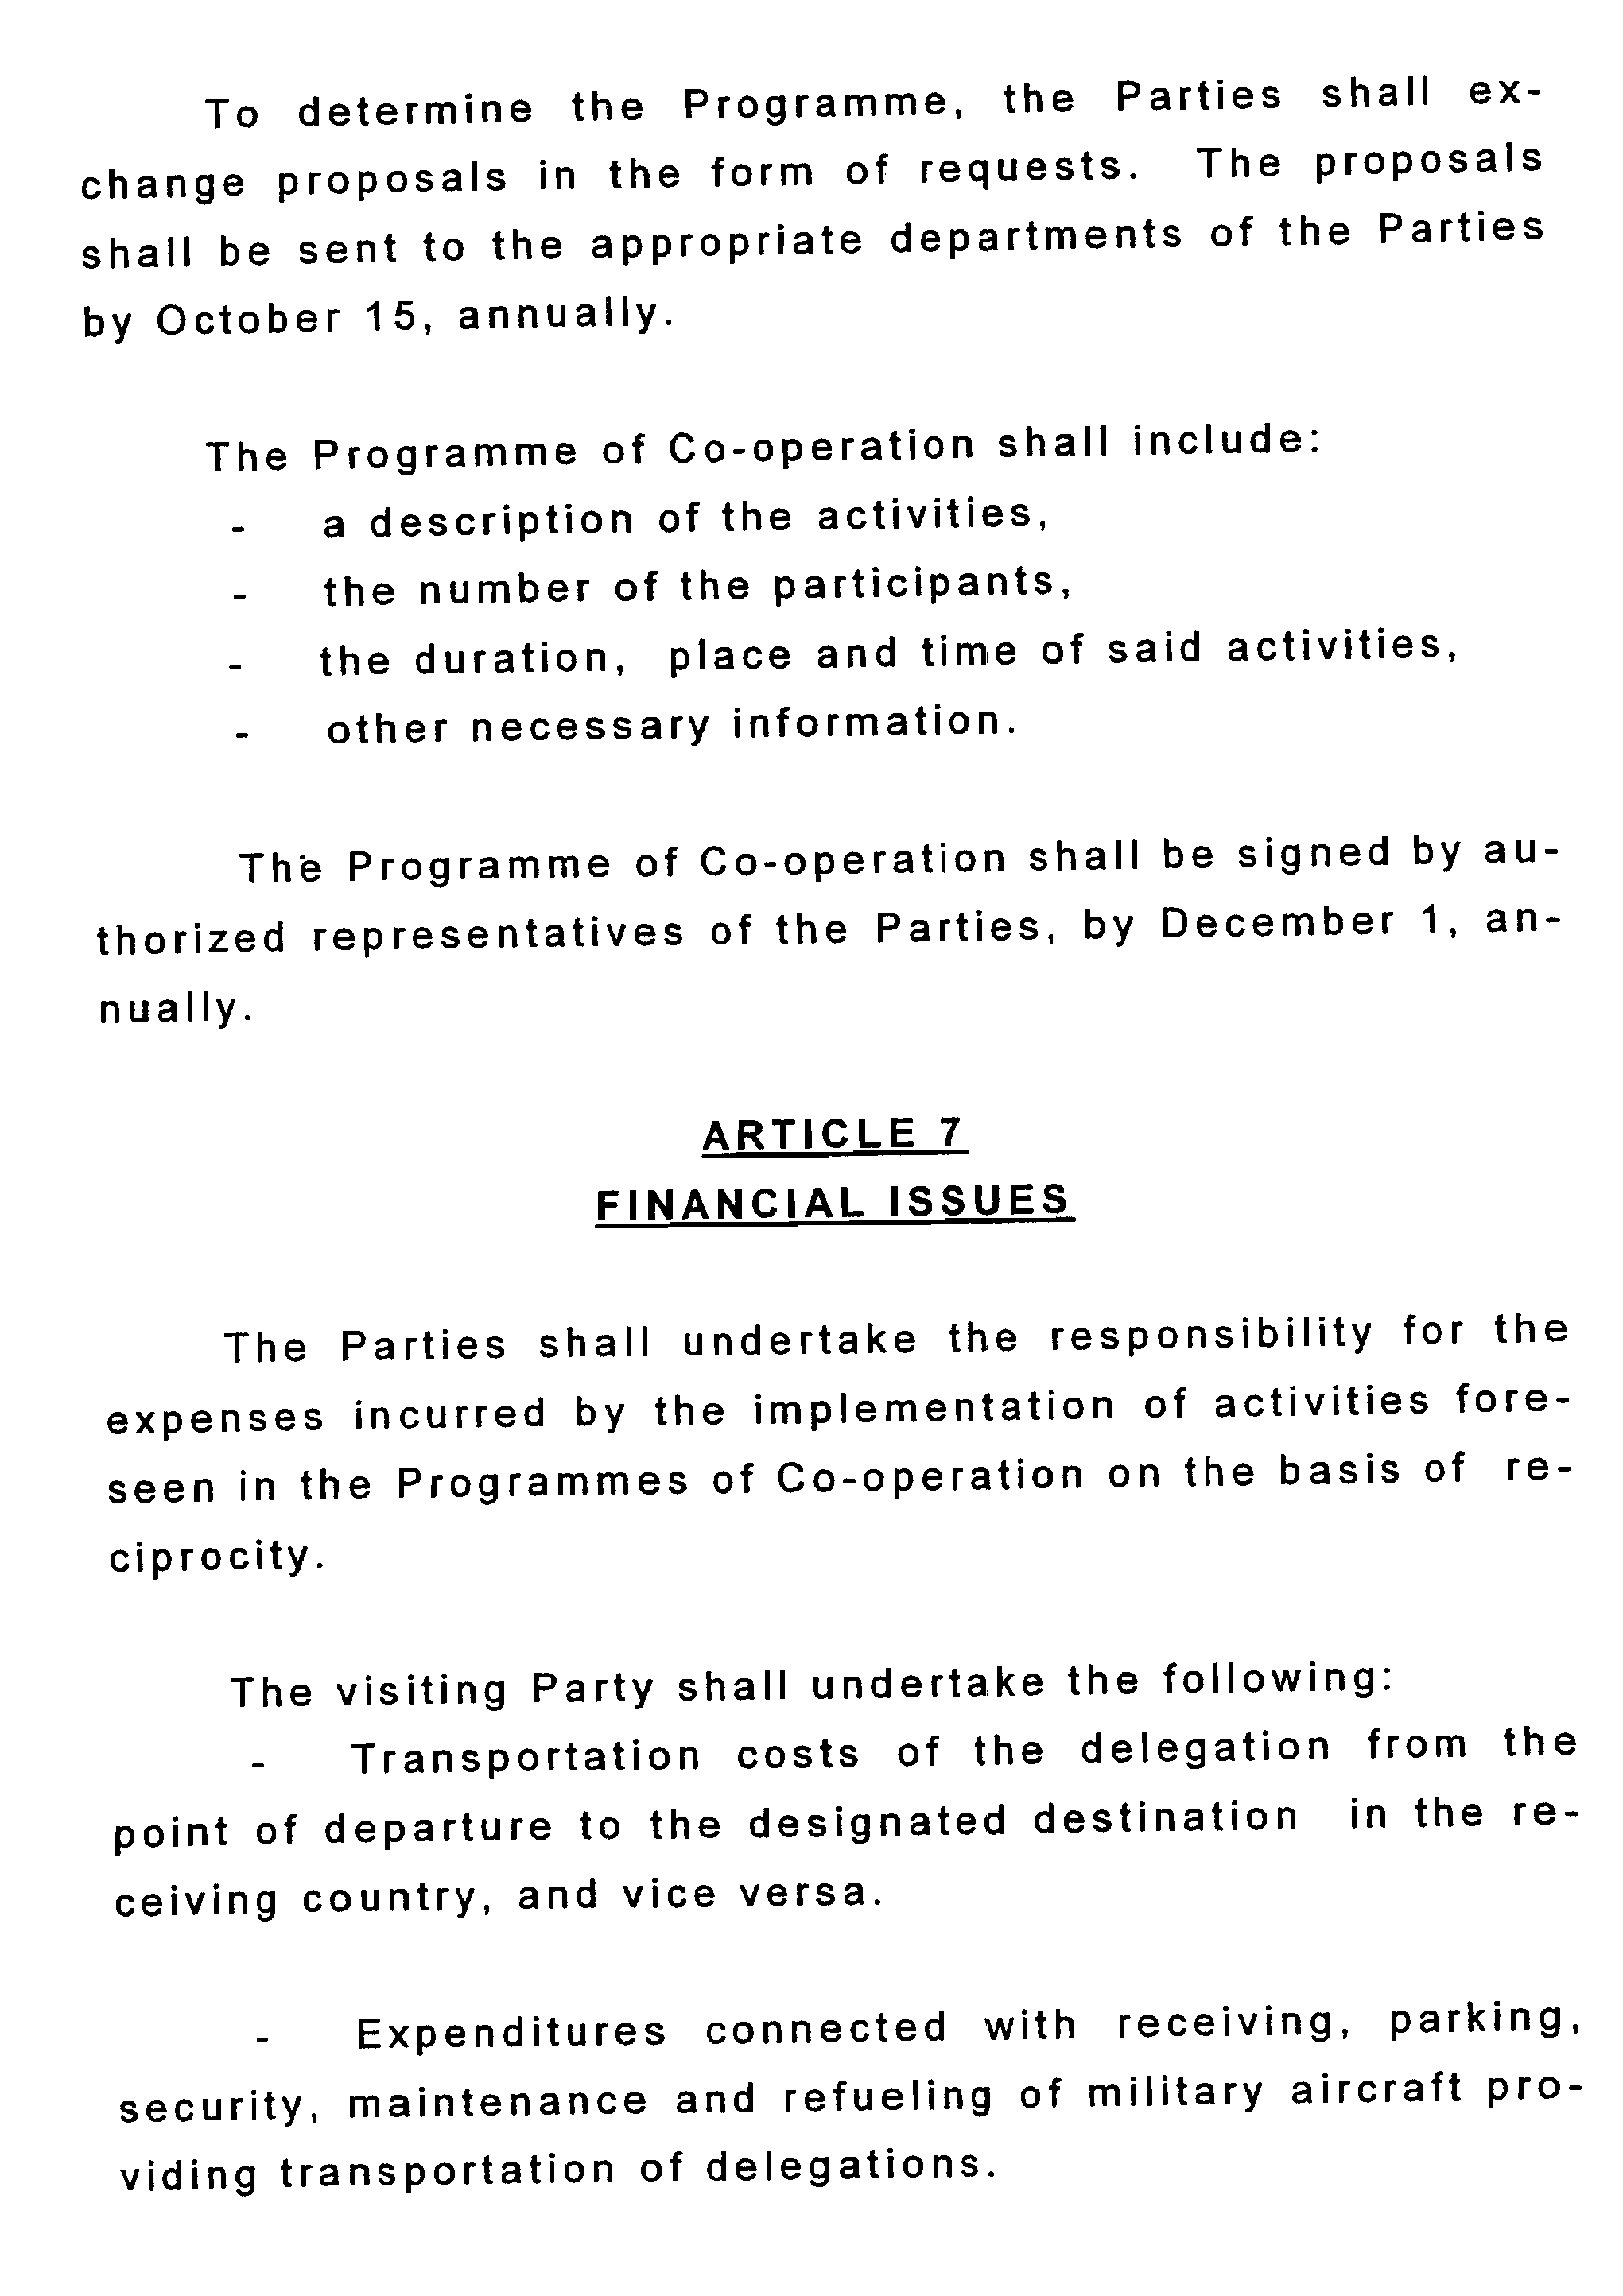 To determine the Programme, the Parties shall ex-
change proposals in the form of requests. The proposals
shall be sent to the appropriate departments of the Parties
by October 15, annually.
The Programme of Co-operation shall include:
- a description of the activities,
- the number of the participants,
- the duration, place and time of said activities,
- other necessary information.
The Programme of Co-operation shall be signed by au-
thorized representatives of the Parties, by December 1, an-
nually.
ARTICLE 7
FINANCIAL ISSUES
The Parties shall undertake the responsibility for the
expenses incurred by the implementation of activities fore-
seen in the Programmes of Co-operation on the basis of re-
ciprocity.
The visiting Party shall undertake the following:
- Transportation costs of the delegation from the
point of departure to the designated destination in the re-
ceiving country, and vice versa.
- Expenditures connected with receiving, parking,
security, maintenance and refueling of military aircraft pro-
viding transportation of delegations.